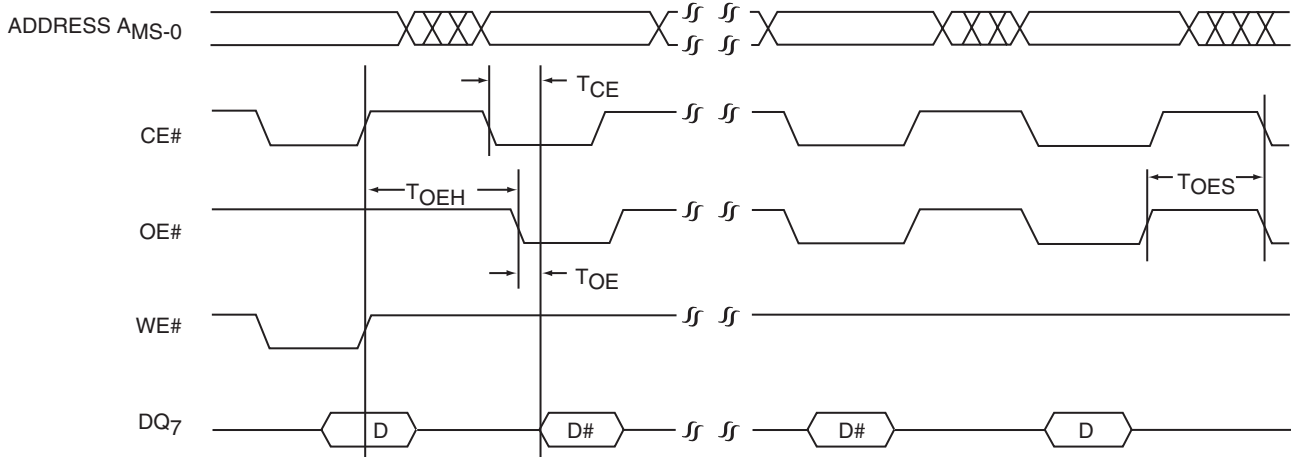 ADDRESS AMS-0
TCE
CE#
TOEH
TOES
OE#
TOE
WE#
DQ7
D
D#
D#
D